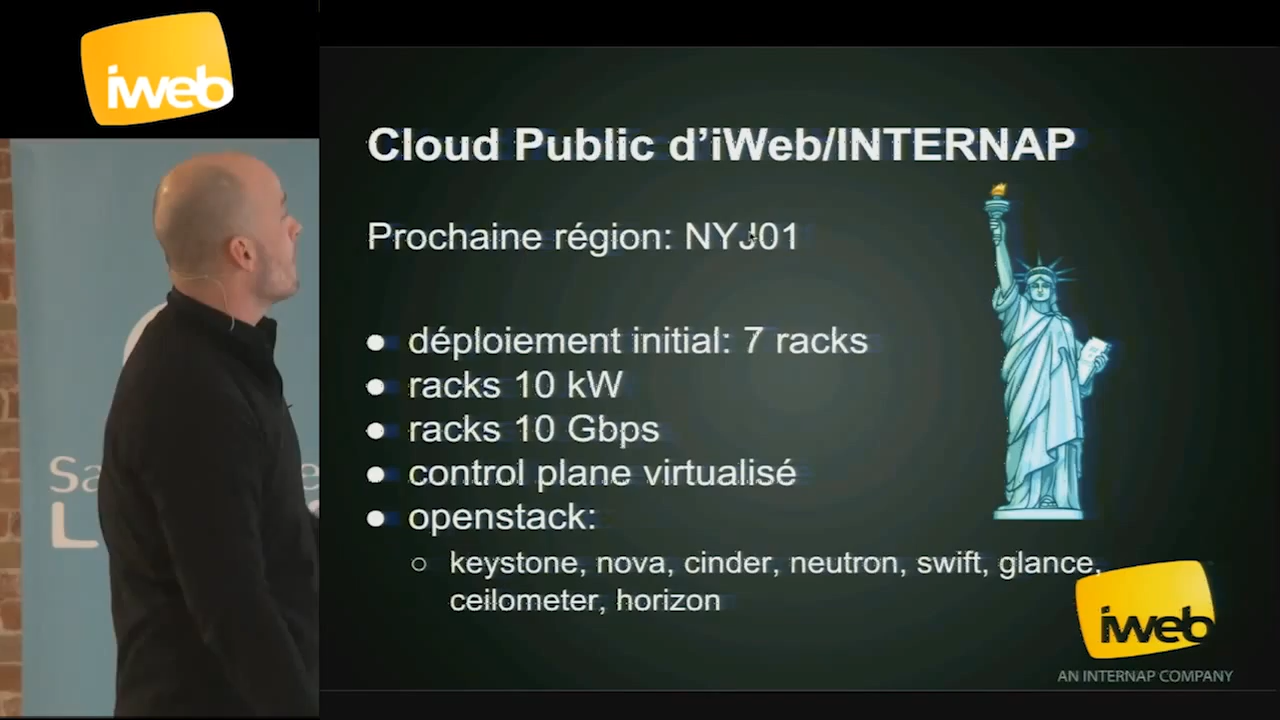 iweb
Cloud Public d’iWeb/INTERNAP
Prochaine région: NYJ01
● déploiement initial: 7 racks
● racks 10 kW
● racks 10 Gbps
● control plane virtualisé
● openstack:
○ keystone, nova, cinder, neutron, swift, glance,
ceilometer, horizon
iweb
AN INTERNAP COMPANY